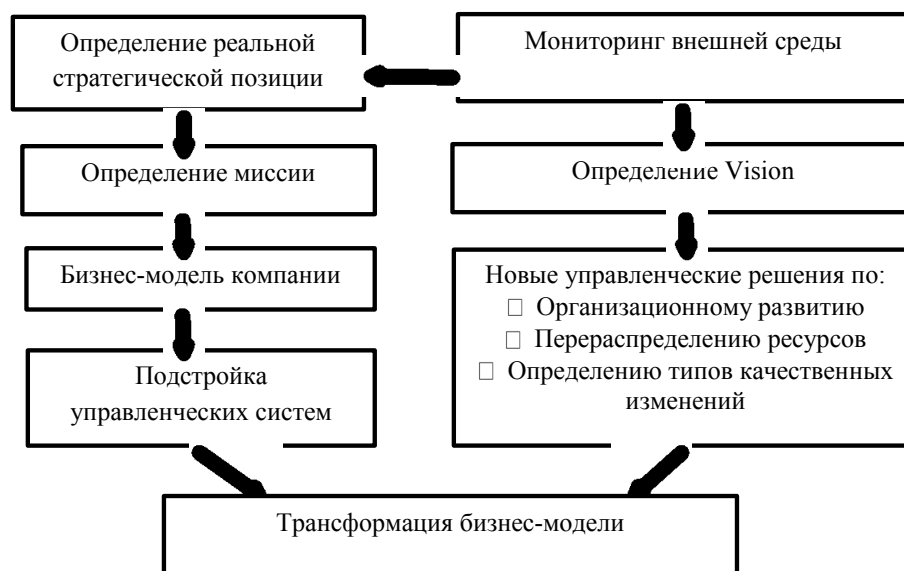 Определение реальной
стратегической позиции
Мониторинг внешней среды
Определение миссии
Определение Vision
Бизнес-модель компании
Новые управленческие решения по:
□ Организационному развитию
□ Перераспределению ресурсов
□ Определению типов качественных
изменений
Подстройка
управленческих систем
Трансформация бизнес-модели